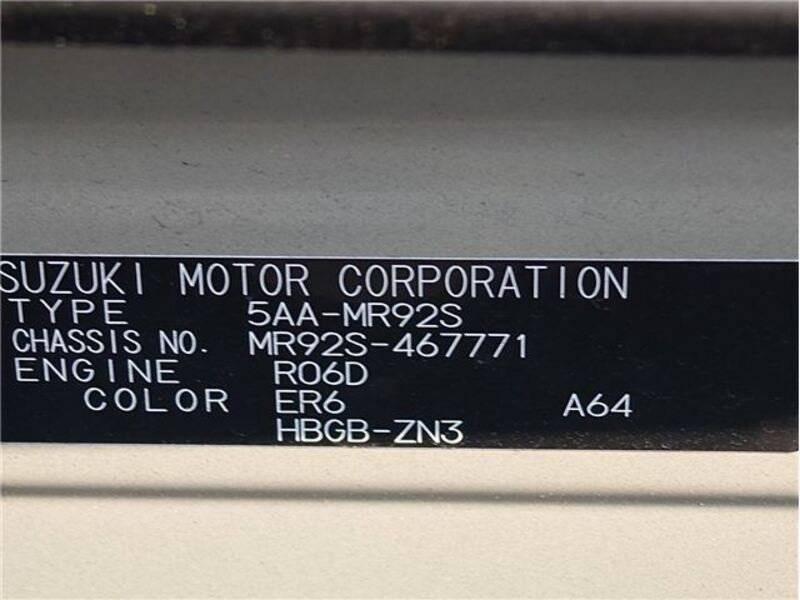 SUZUKI MOTOR CORPORATION
TYPE 5AA-MR92S
CHASSIS NO. MR92S-467771
ENGINE R06D
COLOR ER6 A64
HBGB-ZN3